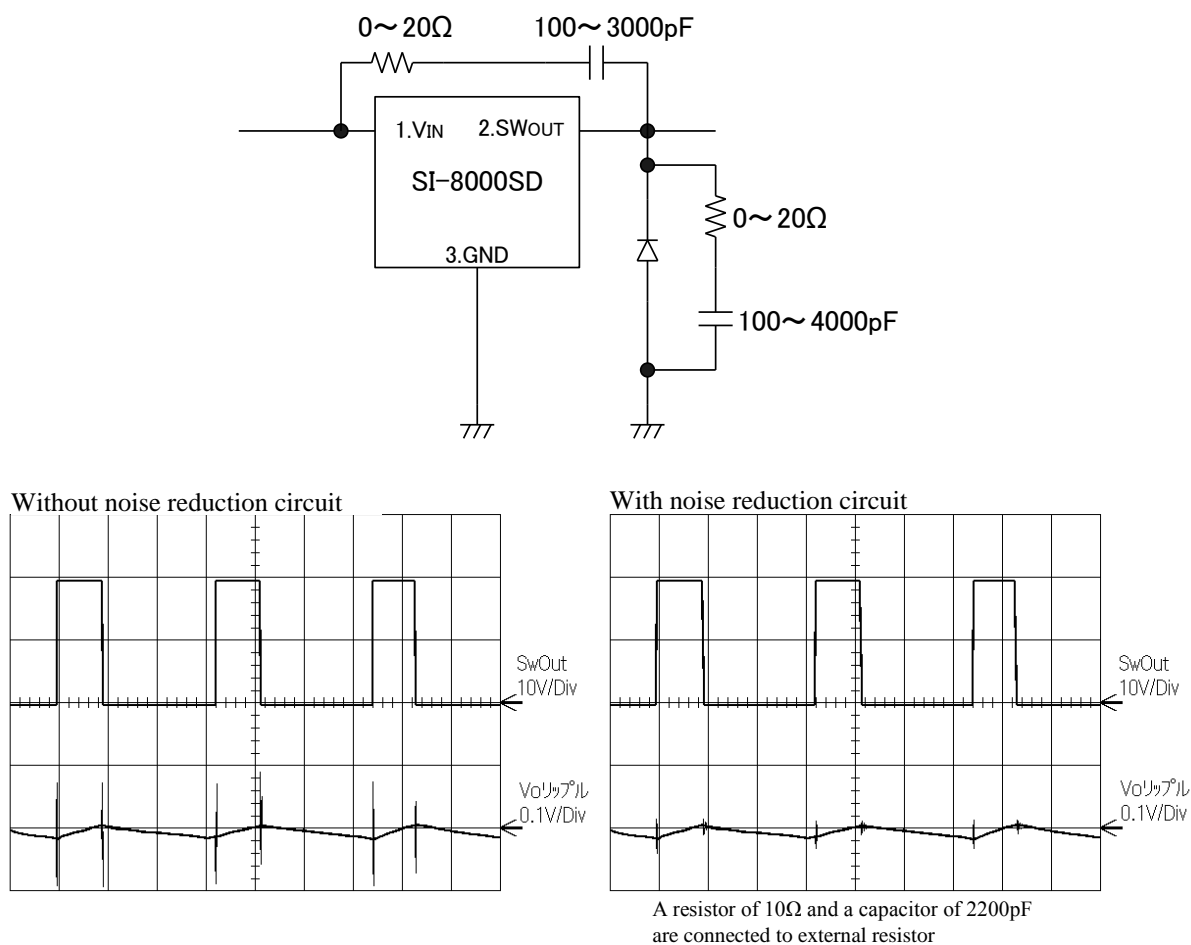 0～20Ω
100～3000pF
1.VIN
2.SWOUT
SI-8000SD
3.GND
0～20Ω
100～4000pF
Without noise reduction circuit
SwOut
10V/Div
Voリップル
0.1V/Div
With noise reduction circuit
SwOut
10V/Div
Voリップル
0.1V/Div
A resistor of 10Ω and a capacitor of 2200pF
are connected to external resistor